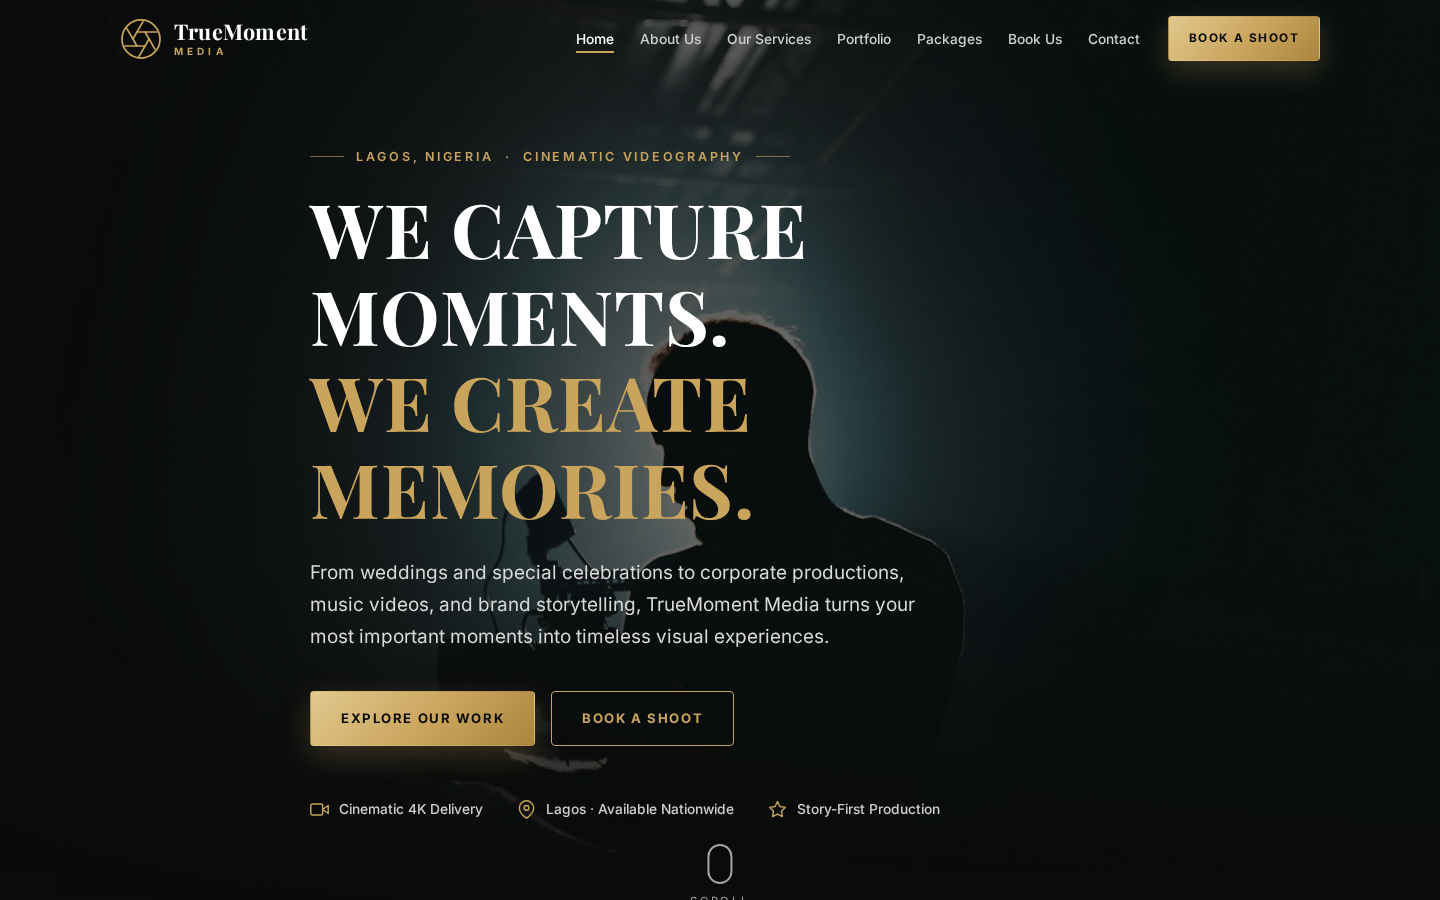 TrueMoment
MEDIA
Home
About Us
Our Services
Portfolio
Packages
Book Us
Contact
BOOK A SHOOT
LAGOS, NIGERIA · CINEMATIC VIDEOGRAPHY
WE CAPTURE
MOMENTS.
WE CREATE
MEMORIES.
From weddings and special celebrations to corporate productions,
music videos, and brand storytelling, TrueMoment Media turns your
most important moments into timeless visual experiences.
EXPLORE OUR WORK
BOOK A SHOOT
Cinematic 4K Delivery
Lagos · Available Nationwide
Story-First Production
SCROLL